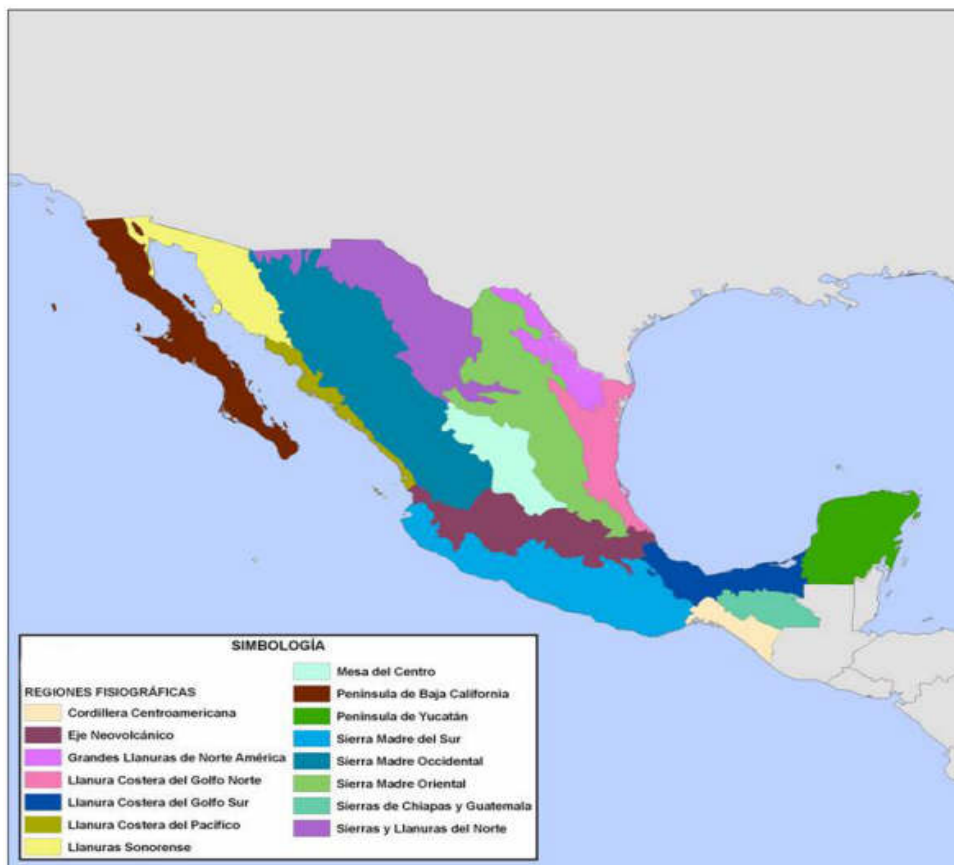 SIMBOLOGÍA
REGIONES FISIOGRÁFICAS
Cordillera Centroamericana
Eje Neovolcánico
Grandes Llanuras de Norte América
Llanura Costera del Golfo Norte
Llanura Costera del Golfo Sur
Llanura Costera del Pacífico
Llanuras Sonorense
Mesa del Centro
Península de Baja California
Península de Yucatán
Sierra Madre del Sur
Sierra Madre Occidental
Sierra Madre Oriental
Sierras de Chiapas y Guatemala
Sierras y Llanuras del Norte